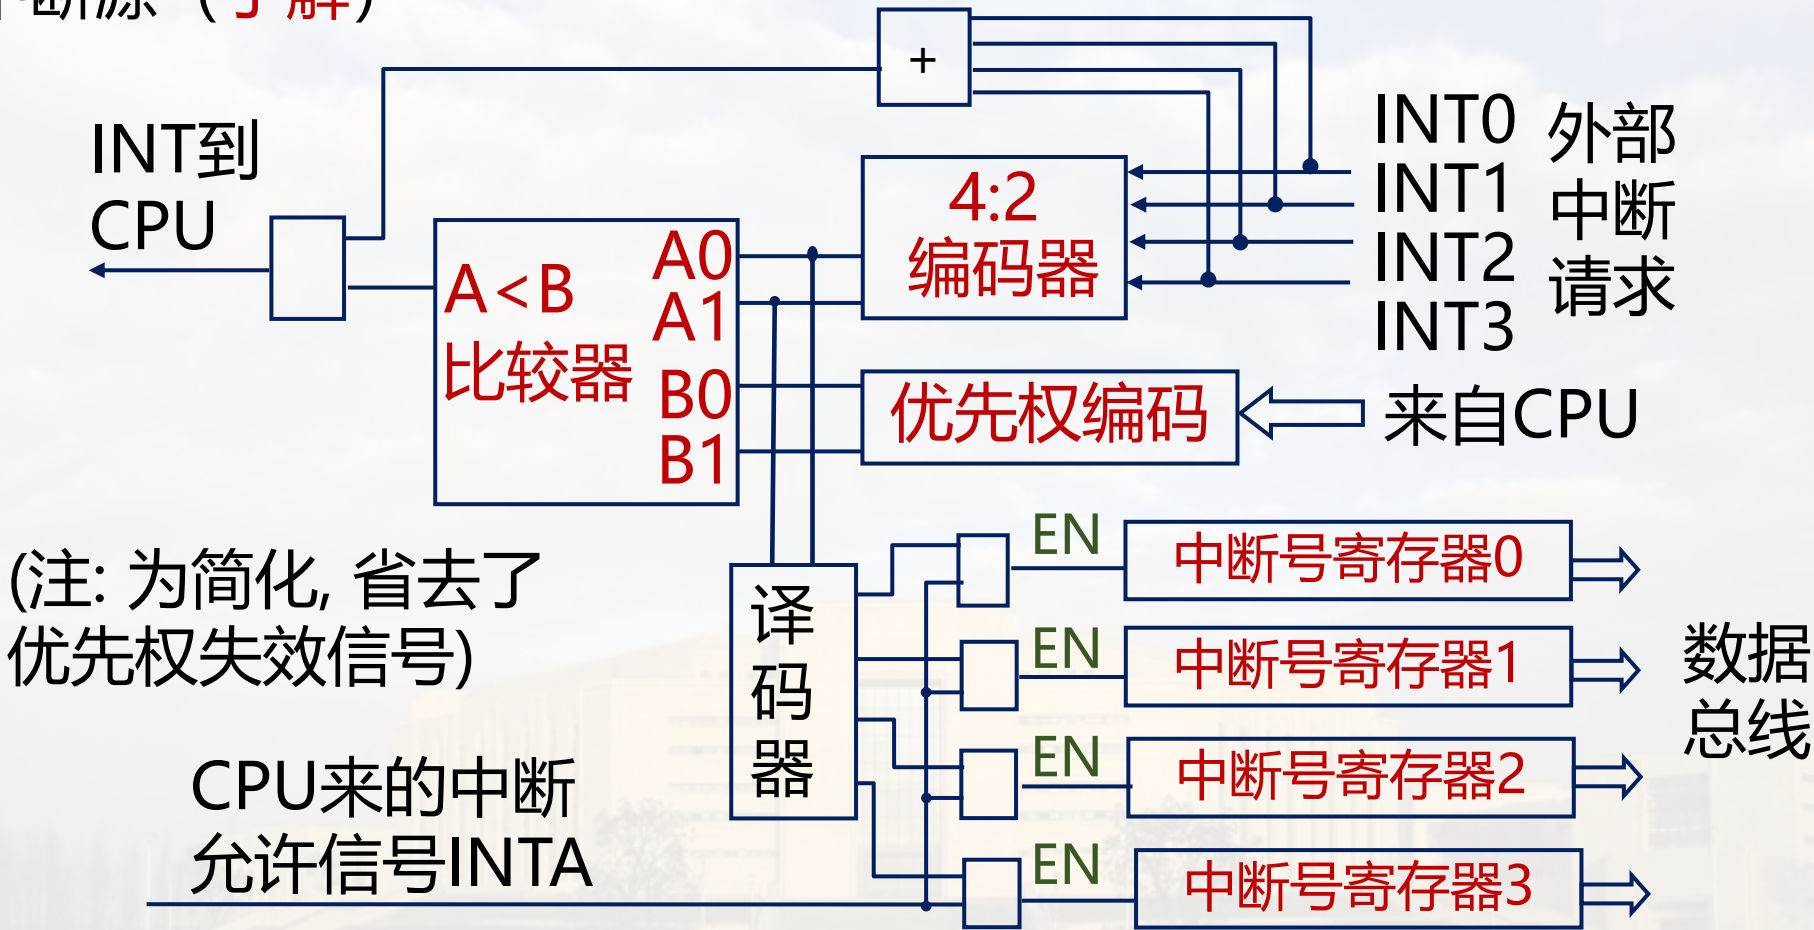 中断源（了解）
+
INT到
CPU
INT0
INT1
INT2
INT3
外部
中断
请求
4:2
编码器
A<B
比较器
A0
A1
B0
B1
优先权编码
来自CPU
(注: 为简化, 省去了
优先权失效信号)
译
码
器
EN
中断号寄存器0
EN
中断号寄存器1
EN
中断号寄存器2
EN
中断号寄存器3
数据
总线
CPU来的中断
允许信号INTA